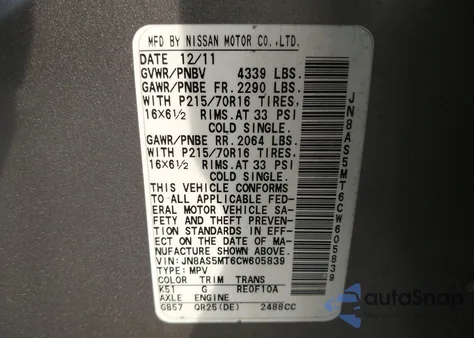 MFD BY NISSAN MOTOR CO.,LTD.
DATE 12/11
GVWR/PNBV 4339 LBS.
GAWR/PNBE FR. 2290 LBS.
WITH P215/70R16 TIRES,
16X6½ RIMS.AT 33 PSI
COLD SINGLE.
GAWR/PNBE RR. 2064 LBS.
WITH P215/70R16 TIRES,
16X6½ RIMS.AT 33 PSI
COLD SINGLE.
THIS VEHICLE CONFORMS
TO ALL APPLICABLE FED-
ERAL MOTOR VEHICLE SA-
FETY AND THEFT PREVEN-
TION STANDARDS IN EFF-
ECT ON THE DATE OF MA-
NUFACTURE SHOWN ABOVE.
VIN:JN8AS5MT6CW605839
TYPE: MPV
COLOR TRIM TRANS
K51 G RE0F10A
AXLE ENGINE
GB57 QR25(DE) 2488CC
JN8AS5MT6CW605839
AutoSnap